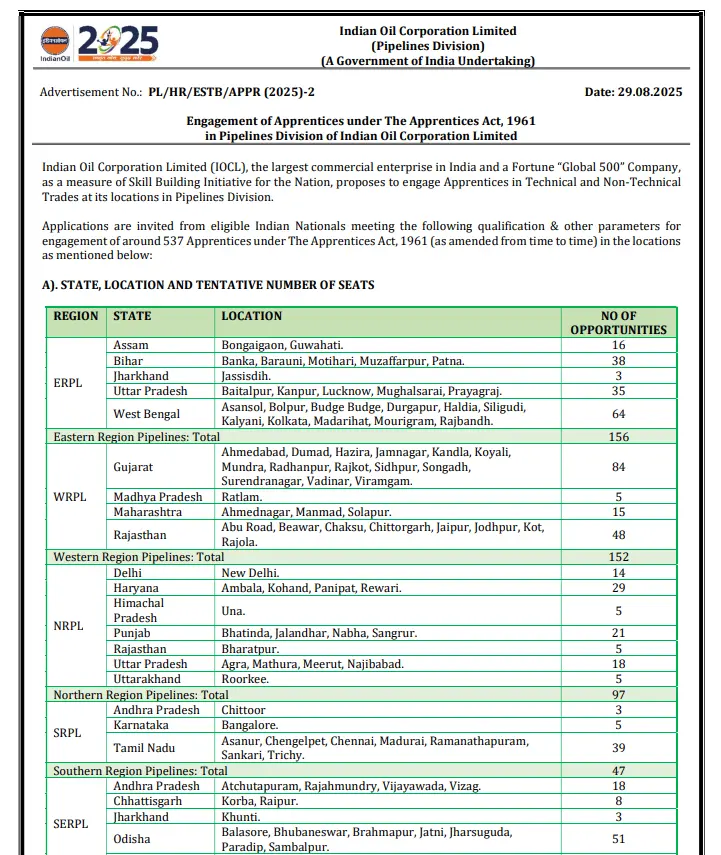 Indian Oil Corporation Limited
(Pipelines Division)
(A Government of India Undertaking)
IndianOil
2025
Advertisement No.: PL/HR/ESTB/APPR (2025)-2 Date: 29.08.2025
Engagement of Apprentices under The Apprentices Act, 1961
in Pipelines Division of Indian Oil Corporation Limited
Indian Oil Corporation Limited (IOCL), the largest commercial enterprise in India and a Fortune “Global 500” Company,
as a measure of Skill Building Initiative for the Nation, proposes to engage Apprentices in Technical and Non-Technical
Trades at its locations in Pipelines Division.
Applications are invited from eligible Indian Nationals meeting the following qualification & other parameters for
engagement of around 537 Apprentices under The Apprentices Act, 1961 (as amended from time to time) in the locations
as mentioned below:
A). STATE, LOCATION AND TENTATIVE NUMBER OF SEATS
REGION STATE LOCATION NO OF
OPPORTUNITIES
ERPL
Assam Bongaigaon, Guwahati. 16
Bihar Banka, Barauni, Motihari, Muzaffarpur, Patna. 38
Jharkhand Jassisdih. 3
Uttar Pradesh Baitalpur, Kanpur, Lucknow, Mughalsarai, Prayagraj. 35
West Bengal Asansol, Bolpur, Budge Budge, Durgapur, Haldia, Siligudi,
Kalyani, Kolkata, Madarihat, Mourigram, Rajbandh. 64
Eastern Region Pipelines: Total 156
WRPL
Gujarat Ahmedabad, Dumad, Hazira, Jamnagar, Kandla, Koyali,
Mundra, Radhanpur, Rajkot, Sidhpur, Songadh,
Surendranagar, Vadinar, Viramgam. 84
Madhya Pradesh Ratlam. 5
Maharashtra Ahmednagar, Manmad, Solapur. 15
Rajasthan Abu Road, Beawar, Chaksu, Chittorgarh, Jaipur, Jodhpur, Kot,
Rajola. 48
Western Region Pipelines: Total 152
NRPL
Delhi New Delhi. 14
Haryana Ambala, Kohand, Panipat, Rewari. 29
Himachal
Pradesh Una. 5
Punjab Bhatinda, Jalandhar, Nabha, Sangrur. 21
Rajasthan Bharatpur. 5
Uttar Pradesh Agra, Mathura, Meerut, Najibabad. 18
Uttarakhand Roorkee. 5
Northern Region Pipelines: Total 97
SRPL
Andhra Pradesh Chittoor 3
Karnataka Bangalore. 5
Tamil Nadu Asanur, Chengelpet, Chennai, Madurai, Ramanathapuram,
Sankari, Trichy. 39
Southern Region Pipelines: Total 47
SERPL
Andhra Pradesh Atchutapuram, Rajahmundry, Vijayawada, Vizag. 18
Chhattisgarh Korba, Raipur. 8
Jharkhand Khunti. 3
Odisha Balasore, Bhubaneswar, Brahmapur, Jatni, Jharsuguda,
Paradip, Sambalpur. 51